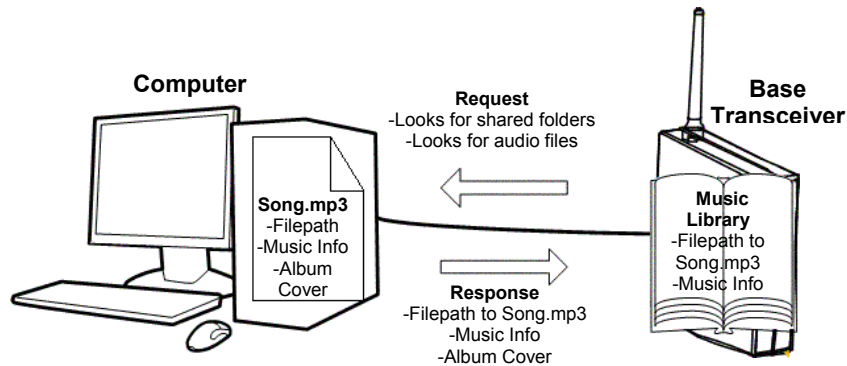 Computer
Request
-Looks for shared folders
-Looks for audio files
Base
Transceiver
Song.mp3
-Filepath
-Music Info
-Album
Cover
Music
Library
-Filepath to
Song.mp3
-Music Info
Response
-Filepath to Song.mp3
-Music Info
-Album Cover